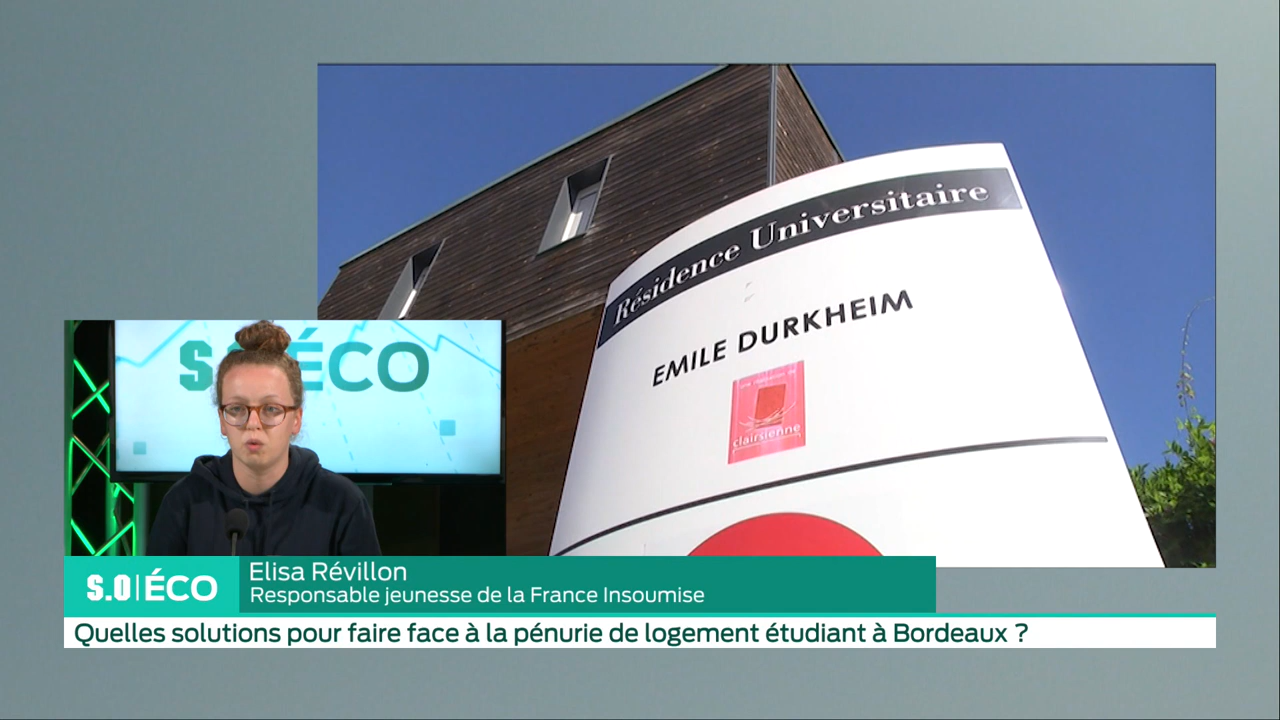 Résidence Universitaire
EMILE DURKHEIM
clairsienne
S.O ÉCO
S.O ÉCO
Elisa Révillon
Responsable jeunesse de la France Insoumise
Quelles solutions pour faire face à la pénurie de logement étudiant à Bordeaux ?